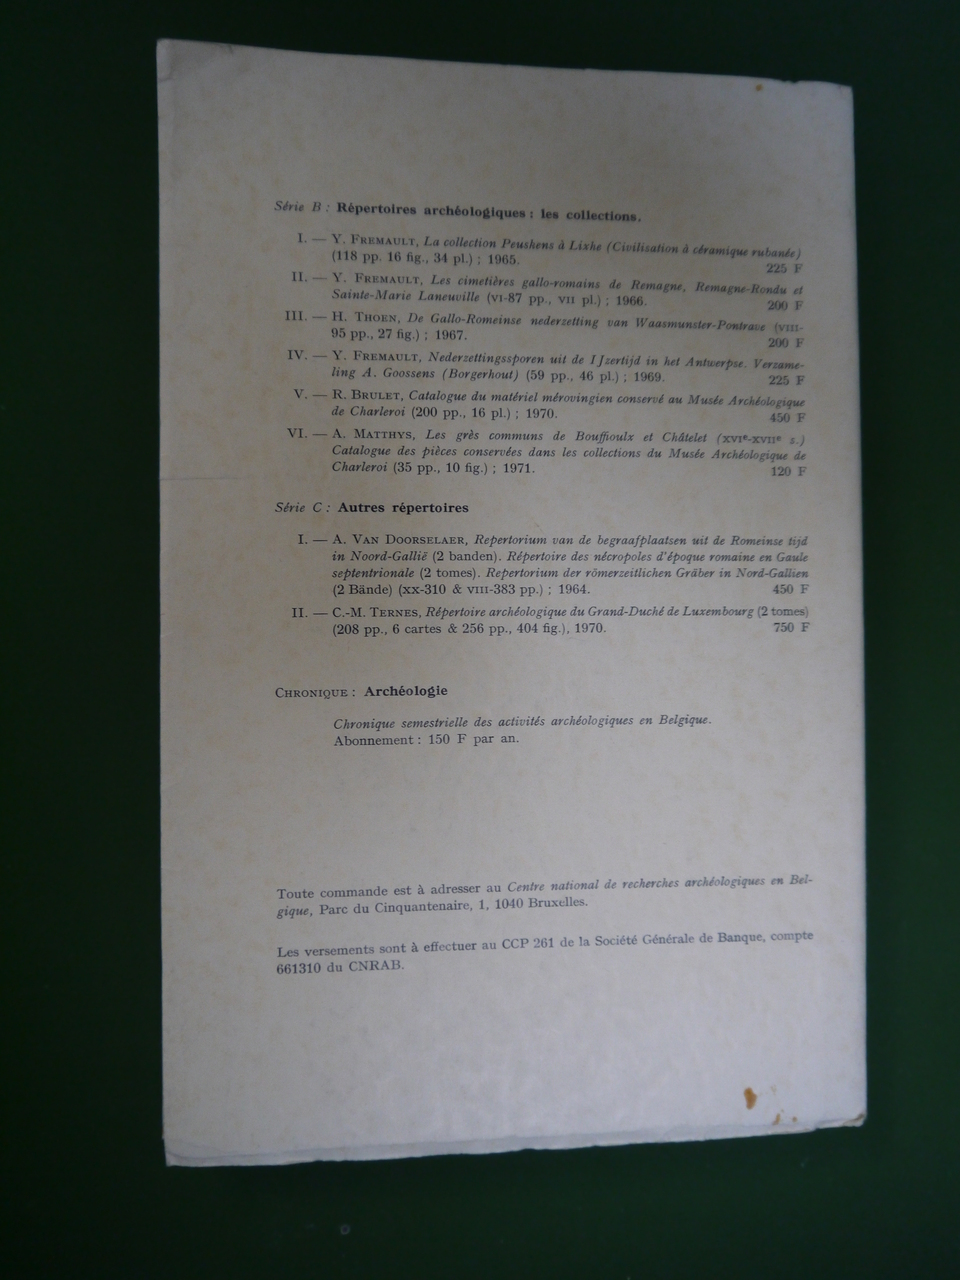 Série B : Répertoires archéologiques : les collections.
I. — Y. FREMAULT, La collection Peuskens à Lixhe (Civilisation à céramique rubanée)
(118 pp. 16 fig., 34 pl.) ; 1965.
225 F
II. — Y. FREMAULT, Les cimetières gallo-romains de Remagne, Remagne-Rondu et
Sainte-Marie Laneuville (VI-87 pp., VII pl.) ; 1966.
200 F
III. — H. THOEN, De Gallo-Romeinse nederzetting van Waasmunster-Pontrave (VIII-
95 pp., 27 fig.) ; 1967.
200 F
IV. — Y. FREMAULT, Nederzettingssporen uit de IJzertijd in het Antwerpse. Verzame-
ling A. Goossens (Borgerhout) (59 pp., 46 pl.) ; 1969.
225 F
V. — R. BRULET, Catalogue du matériel mérovingien conservé au Musée Archéologique
de Charleroi (200 pp., 16 pl.) ; 1970.
450 F
VI. — A. MATTHYS, Les grès communs de Bouffioulx et Châtelet (XVIe-XVIIe s.)
Catalogue des pièces conservées dans les collections du Musée Archéologique de
Charleroi (35 pp., 10 fig.) ; 1971.
120 F
Série C : Autres répertoires
I. — A. VAN DOORSELAER, Repertorium van de begraafplaatsen uit de Romeinse tijd
in Noord-Gallië (2 banden). Répertoire des nécropoles d'époque romaine en Gaule
septentrionale (2 tomes). Repertorium der römerzeitlichen Gräber in Nord-Gallien
(2 Bände) (XX-310 & VIII-383 pp.) ; 1964. 450 F
II. — C.-M. TERNES, Répertoire archéologique du Grand-Duché de Luxembourg (2 tomes)
(208 pp., 6 cartes & 256 pp., 404 fig.), 1970. 750 F
CHRONIQUE : Archéologie
Chronique semestrielle des activités archéologiques en Belgique.
Abonnement : 150 F par an.
Toute commande est à adresser au Centre national de recherches archéologiques en Bel-
gique, Parc du Cinquantenaire, 1, 1040 Bruxelles.
Les versements sont à effectuer au CCP 261 de la Société Générale de Banque, compte
661310 du CNRAB.